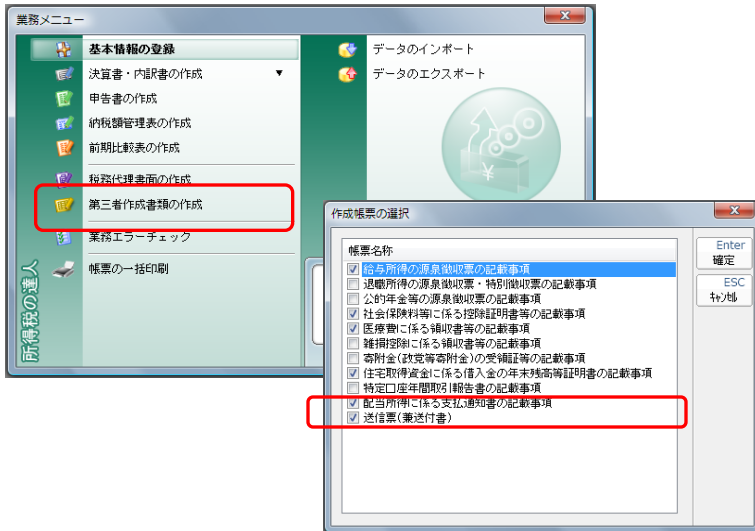 業務メニュー
基本情報の登録
決算書・内訳書の作成 ▼
申告書の作成
納税額管理表の作成
前期比較表の作成
税務代理書面の作成
第三者作成書類の作成
業務エラーチェック
帳票の一括印刷
データのインポート
データのエクスポート
所得税の達人
作成帳票の選択
帳票名称
給与所得の源泉徴収票の記載事項
退職所得の源泉徴収票・特別徴収票の記載事項
公的年金等の源泉徴収票の記載事項
社会保険料等に係る控除証明書等の記載事項
医療費に係る領収書等の記載事項
雑損控除に係る領収書等の記載事項
寄附金(政党等寄附金)の受領証等の記載事項
住宅取得資金に係る借入金の年末残高等証明書の記載事項
特定口座年間取引報告書の記載事項
配当所得に係る支払通知書の記載事項
送信票(兼送付書)
Enter
確定
ESC
キャンセル